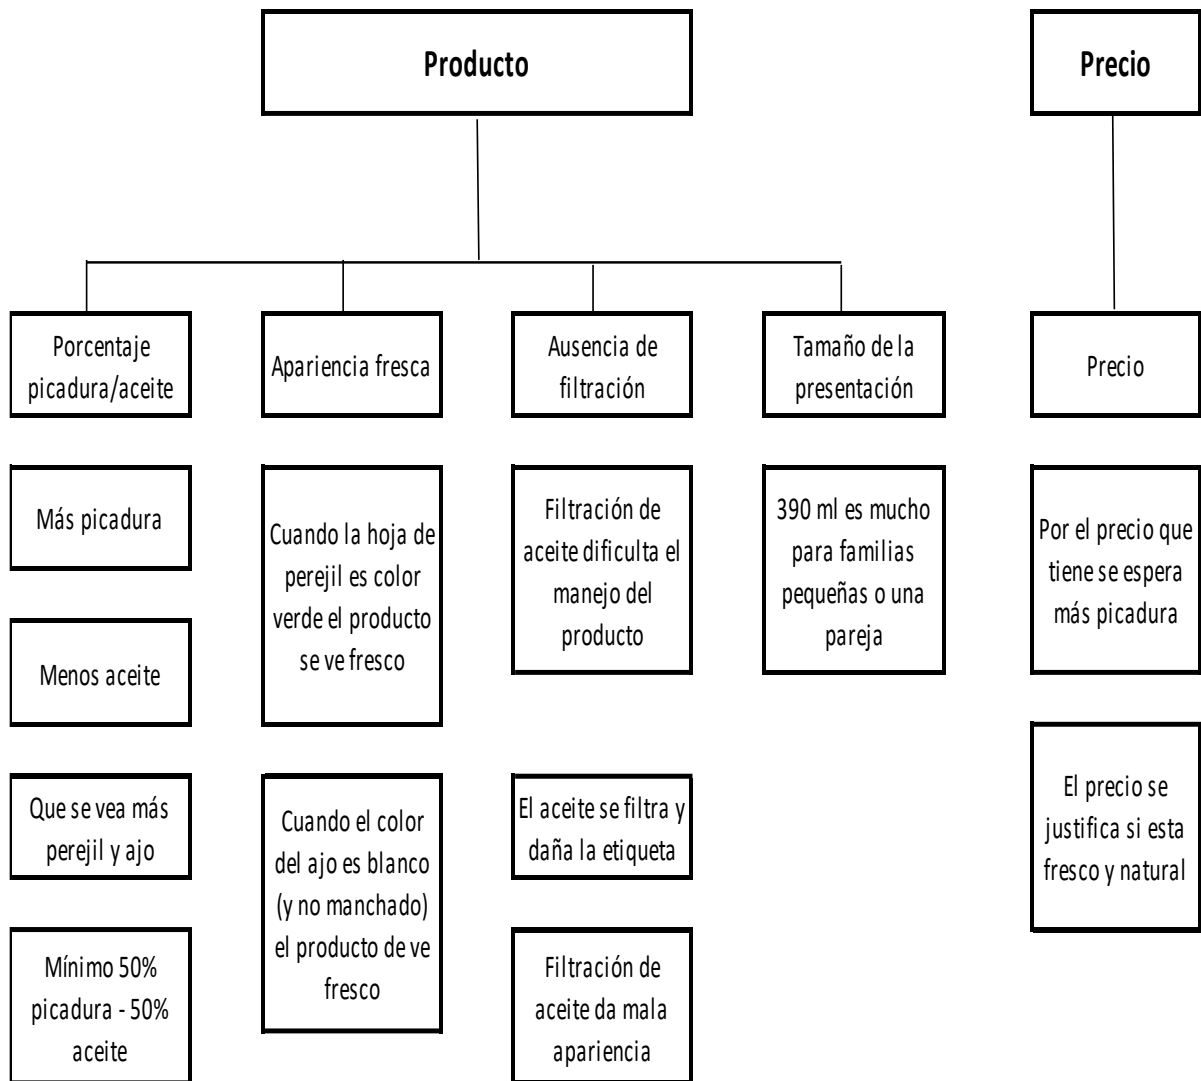 Producto
Precio
Porcentaje
picadura/aceite
Apariencia fresca
Ausencia de
filtración
Tamaño de la
presentación
Precio
Más picadura
Menos aceite
Que se vea más
perejil y ajo
Mínimo 50%
picadura - 50%
aceite
Cuando la hoja de
perejil es color
verde el producto
se ve fresco
Cuando el color
del ajo es blanco
(y no manchado)
el producto de ve
fresco
Filtración de
aceite dificulta el
manejo del
producto
El aceite se filtra y
daña la etiqueta
Filtración de
aceite da mala
apariencia
390 ml es mucho
para familias
pequeñas o una
pareja
Por el precio que
tiene se espera
más picadura
El precio se
justifica si esta
fresco y natural